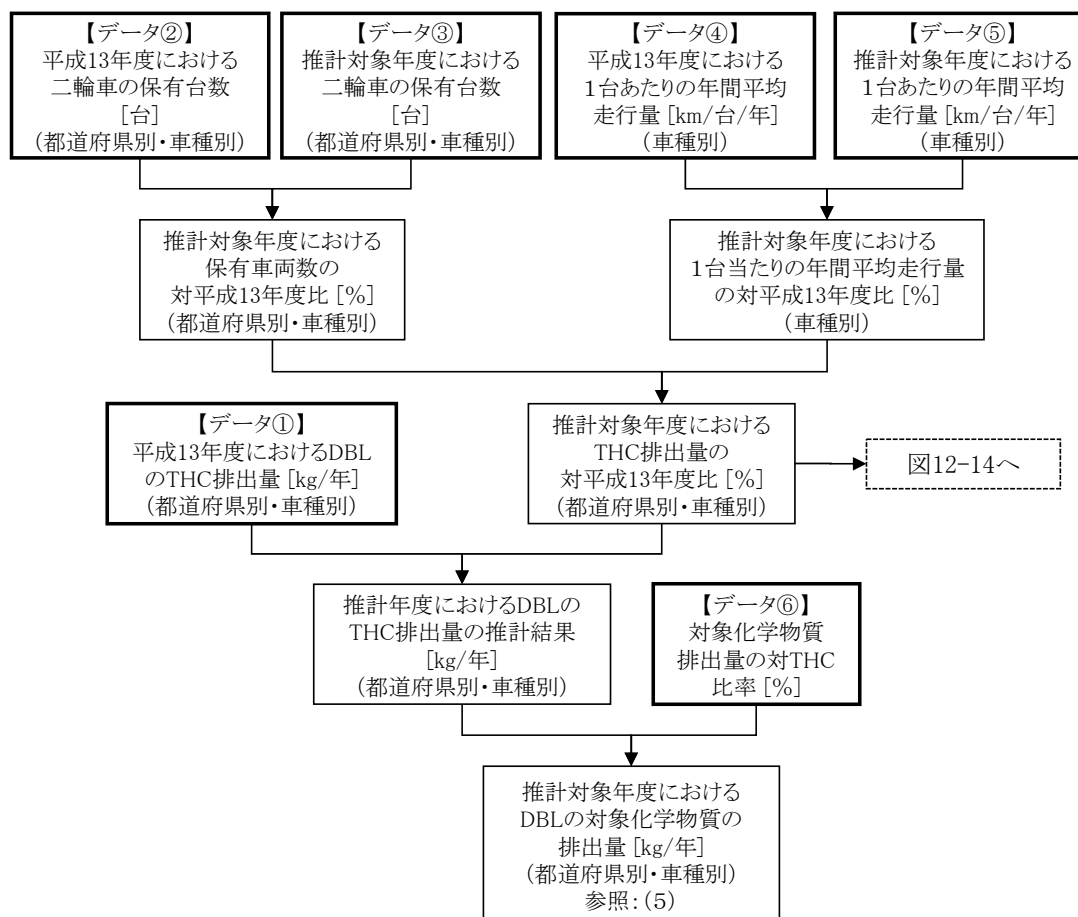 【データ②】
平成13年度における
二輪車の保有台数
[台]
(都道府県別・車種別)
【データ③】
推計対象年度における
二輪車の保有台数
[台]
(都道府県別・車種別)
【データ④】
平成13年度における
1台あたりの年間平均
走行量[km/台/年]
(車種別)
【データ⑤】
推計対象年度における
1台あたりの年間平均
走行量[km/台/年]
(車種別)
推計対象年度における
保有車両数の
対平成13年度比[%]
(都道府県別・車種別)
推計対象年度における
1台当たりの年間平均走行量
の対平成13年度比[%]
(車種別)
【データ①】
平成13年度におけるDBL
のTHC排出量[kg/年]
(都道府県別・車種別)
推計対象年度における
THC排出量の
対平成13年度比[%]
(都道府県別・車種別)
図12-14へ
推計年度におけるDBLの
THC排出量の推計結果
[kg/年]
(都道府県別・車種別)
【データ⑥】
対象化学物質
排出量の対THC
比率[%]
推計対象年度における
DBLの対象化学物質の
排出量[kg/年]
(都道府県別・車種別)
参照:(5)